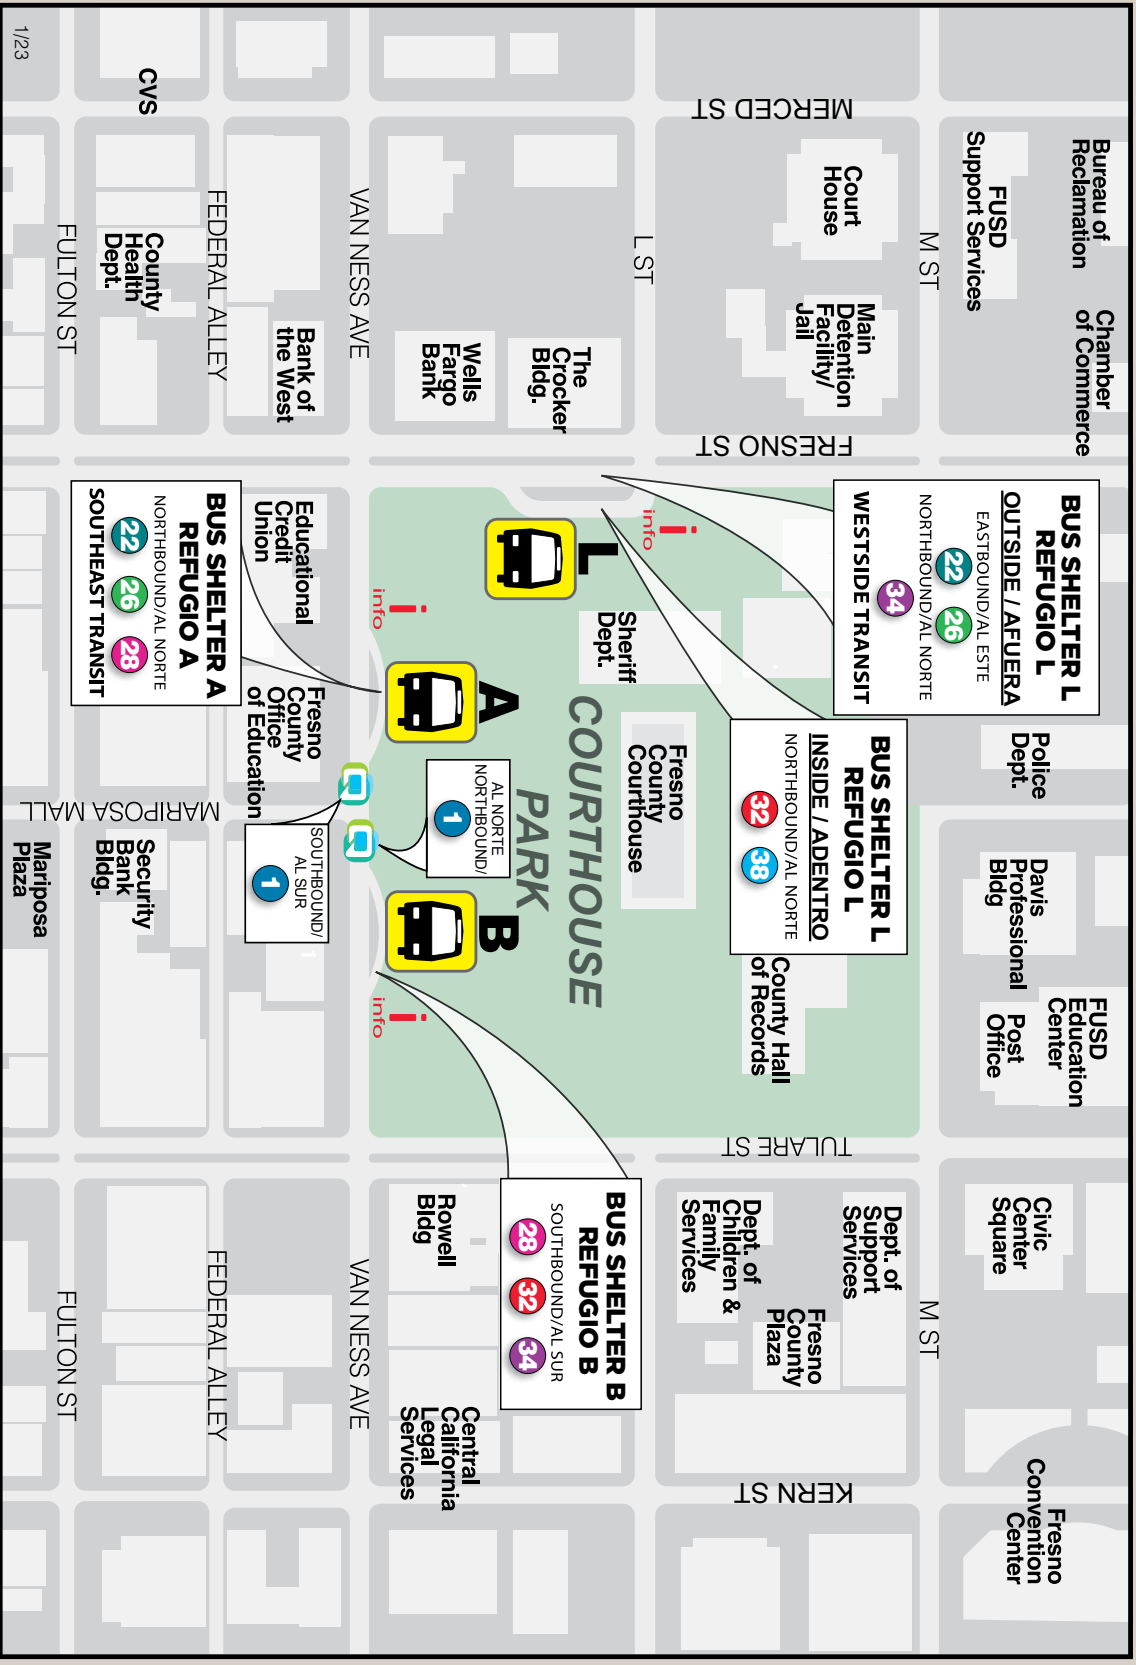 Bureau of
Reclamation
Chamber
of Commerce
FUSD
Support Services
M ST
MERCED ST
Court
House
Main
Detention
Facility/
Jail
FRESNO ST
L ST
The
Crocker
Bldg.
Wells
Fargo
Bank
VAN NESS AVE
Bank of
the West
FEDERAL ALLEY
CVS
County
Health
Dept.
FULTON ST
1/23
BUS SHELTER L
REFUGIO L
OUTSIDE / AFUERA
EASTBOUND/AL ESTE
22 26
NORTHBOUND/AL NORTE
34
WESTSIDE TRANSIT
BUS SHELTER L
REFUGIO L
INSIDE / ADENTRO
NORTHBOUND/AL NORTE
32 38
info
L
Sheriff
Dept.
Fresno
County
Courthouse
COURTHOUSE
PARK
County Hall
of Records
info
A
B
info
AL NORTE
NORTHBOUND/
1
SOUTHBOUND/
AL SUR
1
Educational
Credit
Union
BUS SHELTER A
REFUGIO A
NORTHBOUND/AL NORTE
22 26 28
SOUTHEAST TRANSIT
Fresno
County
Office
of Education
MARIPOSA MALL
Security
Bank
Bldg.
Mariposa
Plaza
Police
Dept.
Davis
Professional
Bldg
FUSD
Education
Center
Post
Office
TULARE ST
BUS SHELTER B
REFUGIO B
SOUTHBOUND/AL SUR
28 32 34
Civic
Center
Square
Dept. of
Support
Services
Dept. of
Children &
Family
Services
Fresno
County
Plaza
M ST
Rowell
Bldg
VAN NESS AVE
FEDERAL ALLEY
FULTON ST
Central
California
Legal
Services
KERN ST
Fresno
Convention
Center